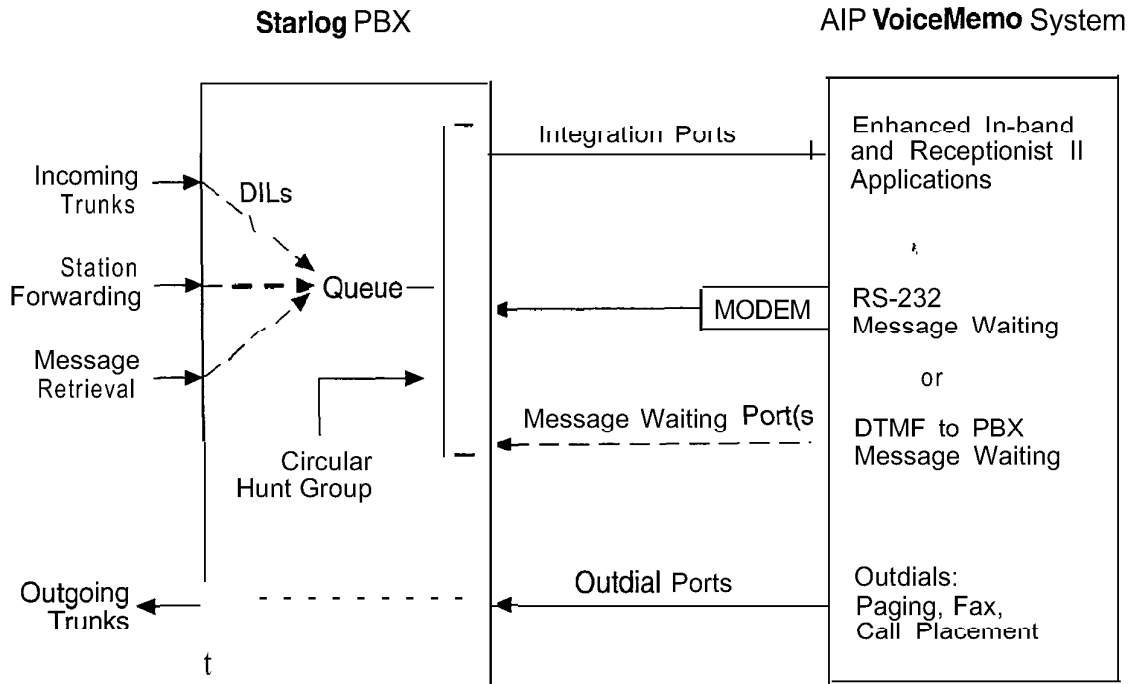 Starlog PBX
AIP VoiceMemo System
Incoming
Trunks
DILs
Station
Forwarding
Queue
Message
Retrieval
Circular
Hunt Group
Outgoing
Trunks
t
Integration Ports
MODEM
Message Waiting Port(s
Outdial Ports
Enhanced In-band
and Receptionist II
Applications
RS-232
Message Waiting
or
DTMF to PBX
Message Waiting
Outdials:
Paging, Fax,
Call Placement